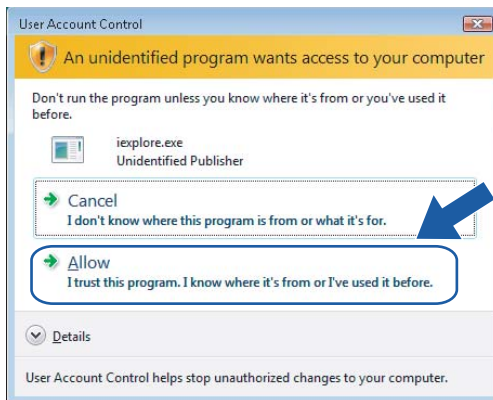 User Account Control
An unidentified program wants access to your computer
Don't run the program unless you know where it's from or you've used it
before.
iexplore.exe
Unidentified Publisher
Cancel
I don't know where this program is from or what it's for.
Allow
I trust this program. I know where it's from or I've used it before.
Details
User Account Control helps stop unauthorized changes to your computer.